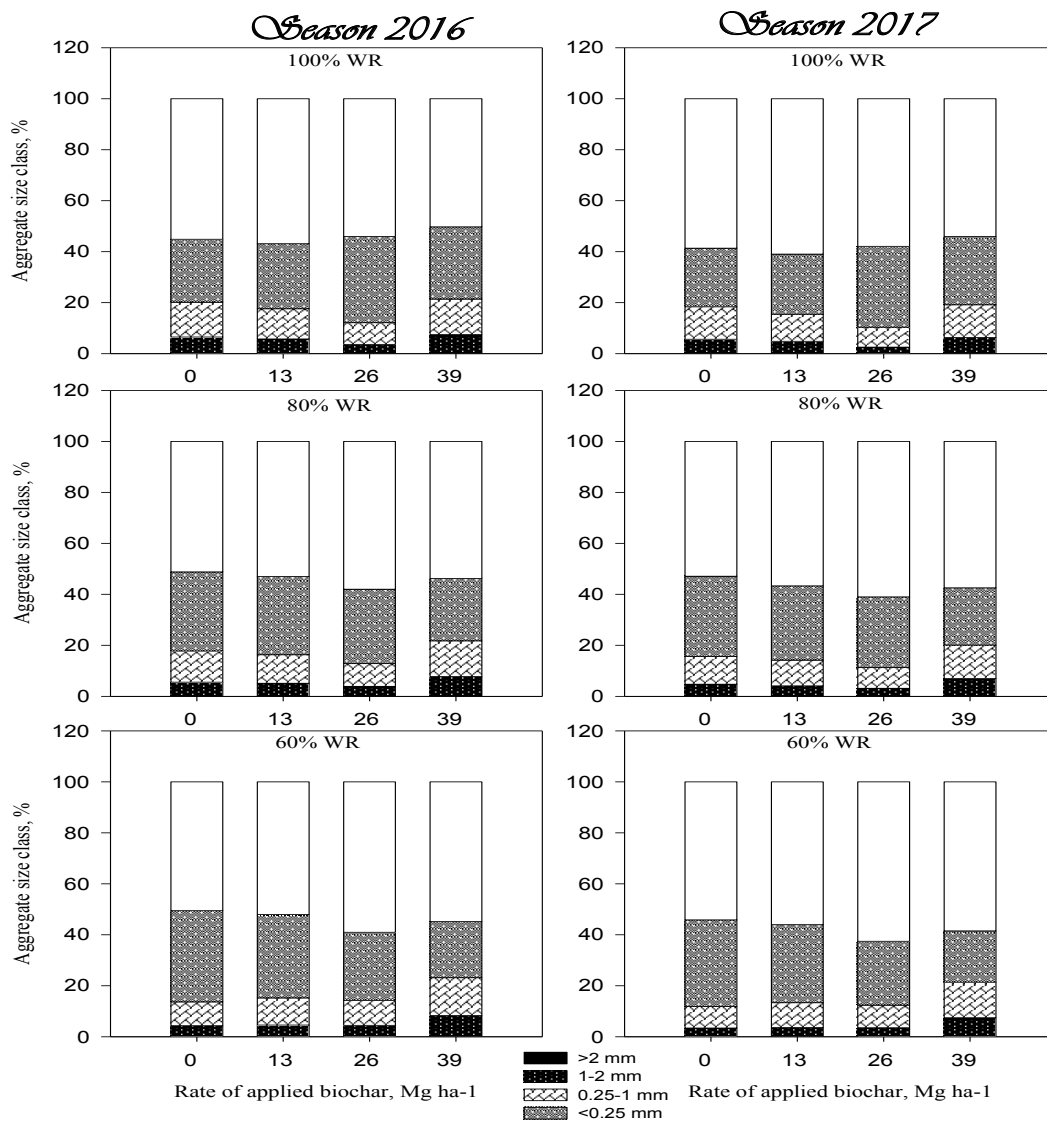 Season 2016
Season 2017
Aggregate size class, %
120
100
80
60
40
20
0
100% WR
0 13 26 39
120
100
80
60
40
20
0
100% WR
0 13 26 39
Aggregate size class, %
120
100
80
60
40
20
0
80% WR
0 13 26 39
120
100
80
60
40
20
0
80% WR
0 13 26 39
Aggregate size class, %
120
100
80
60
40
20
0
60% WR
0 13 26 39
Rate of applied biochar, Mg ha-1
120
100
80
60
40
20
0
60% WR
0 13 26 39
Rate of applied biochar, Mg ha-1
>2 mm
1-2 mm
0.25-1 mm
<0.25 mm